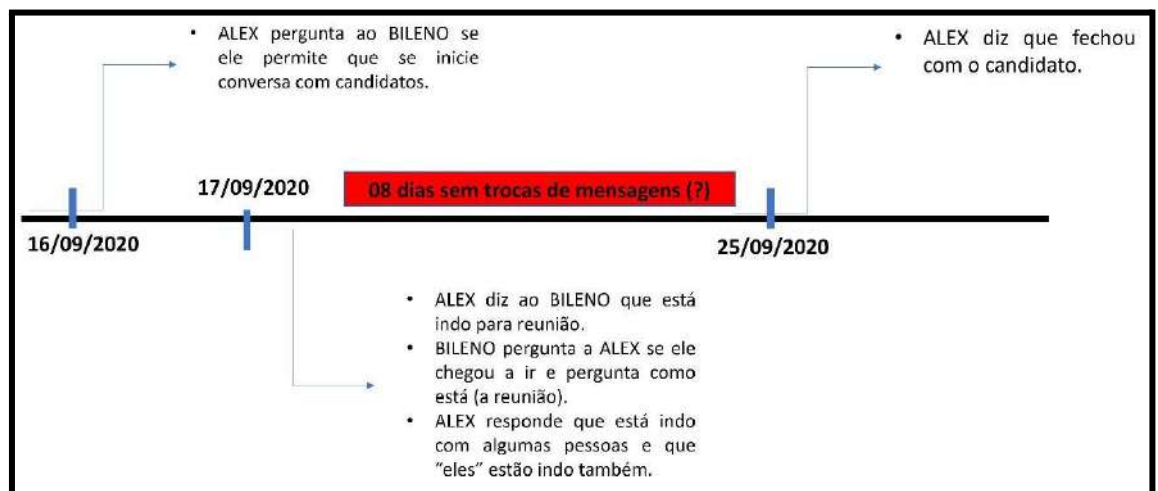 • ALEX pergunta ao BILENO se
ele permite que se inicie
conversa com candidatos.
• ALEX diz que fechou
com o candidato.
17/09/2020
08 dias sem trocas de mensagens (?)
16/09/2020
25/09/2020
• ALEX diz ao BILENO que está
indo para reunião.
• BILENO pergunta a ALEX se ele
chegou a ir e pergunta como
está (a reunião).
• ALEX responde que está indo
com algumas pessoas e que
“eles” estão indo também.